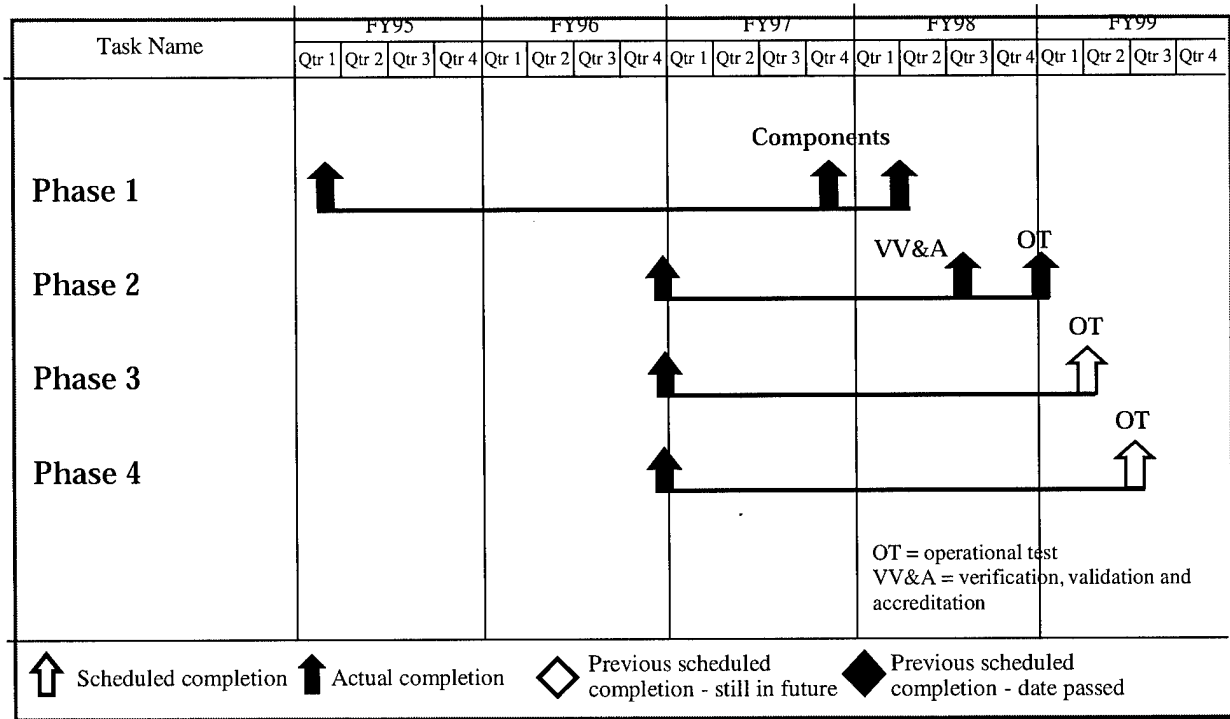 Task Name
FY95 FY96 FY97 FY98 FY99
Qtr 1 Qtr 2 Qtr 3 Qtr 4 Qtr 1 Qtr 2 Qtr 3 Qtr 4 Qtr 1 Qtr 2 Qtr 3 Qtr 4 Qtr 1 Qtr 2 Qtr 3 Qtr 4 Qtr 1 Qtr 2 Qtr 3 Qtr 4
Components
Phase 1
VV&A OT
Phase 2
OT
Phase 3
OT
Phase 4
OT = operational test
VV&A = verification, validation and
accreditation
Scheduled completion
Actual completion
Previous scheduled
completion - still in future
Previous scheduled
completion - date passed